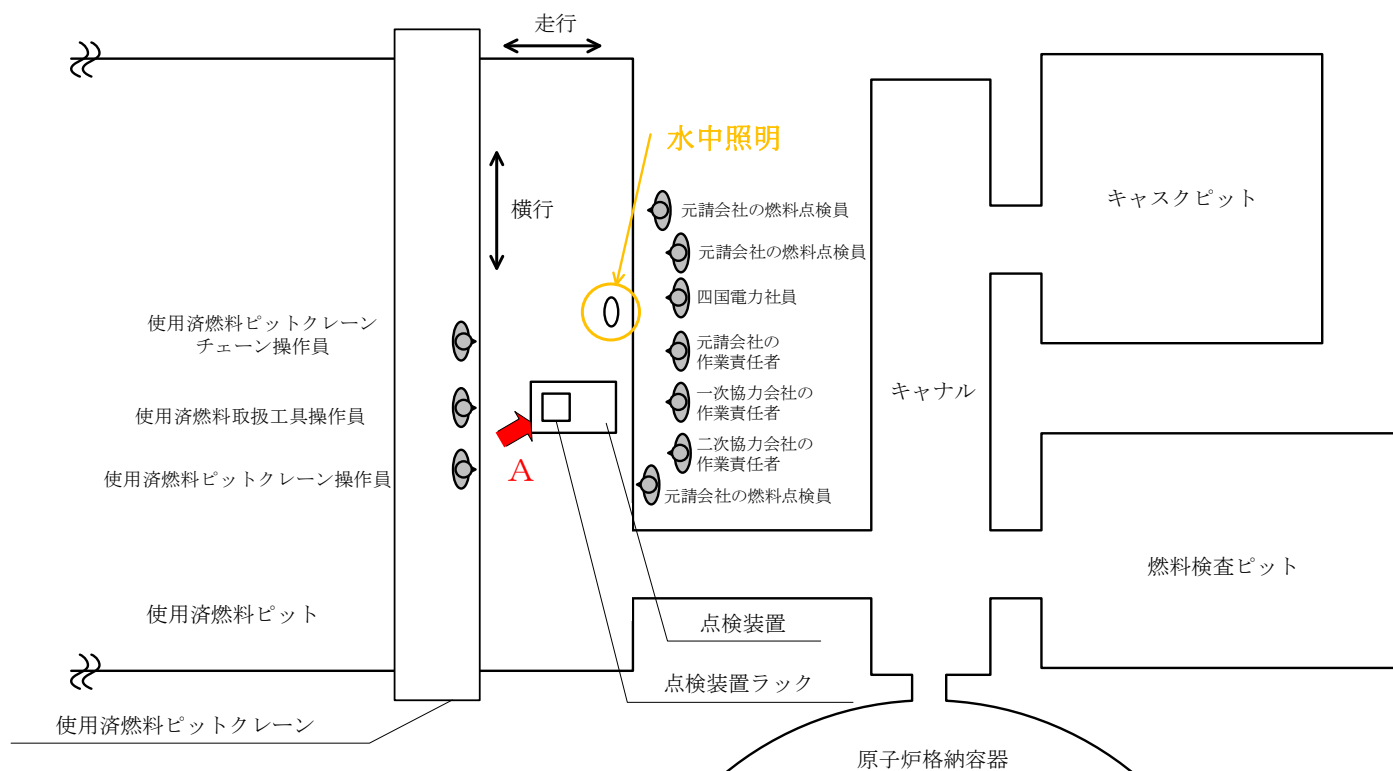 走行
水中照明
横行
元請会社の燃料点検員
元請会社の燃料点検員
四国電力社員
元請会社の
作業責任者
一次協力会社の
作業責任者
二次協力会社の
作業責任者
元請会社の燃料点検員
使用済燃料ピットクレーン
チェーン操作員
使用済燃料取扱工具操作員
使用済燃料ピットクレーン操作員
A
キャスクピット
キャナル
燃料検査ピット
使用済燃料ピット
点検装置
点検装置ラック
使用済燃料ピットクレーン
原子炉格納容器